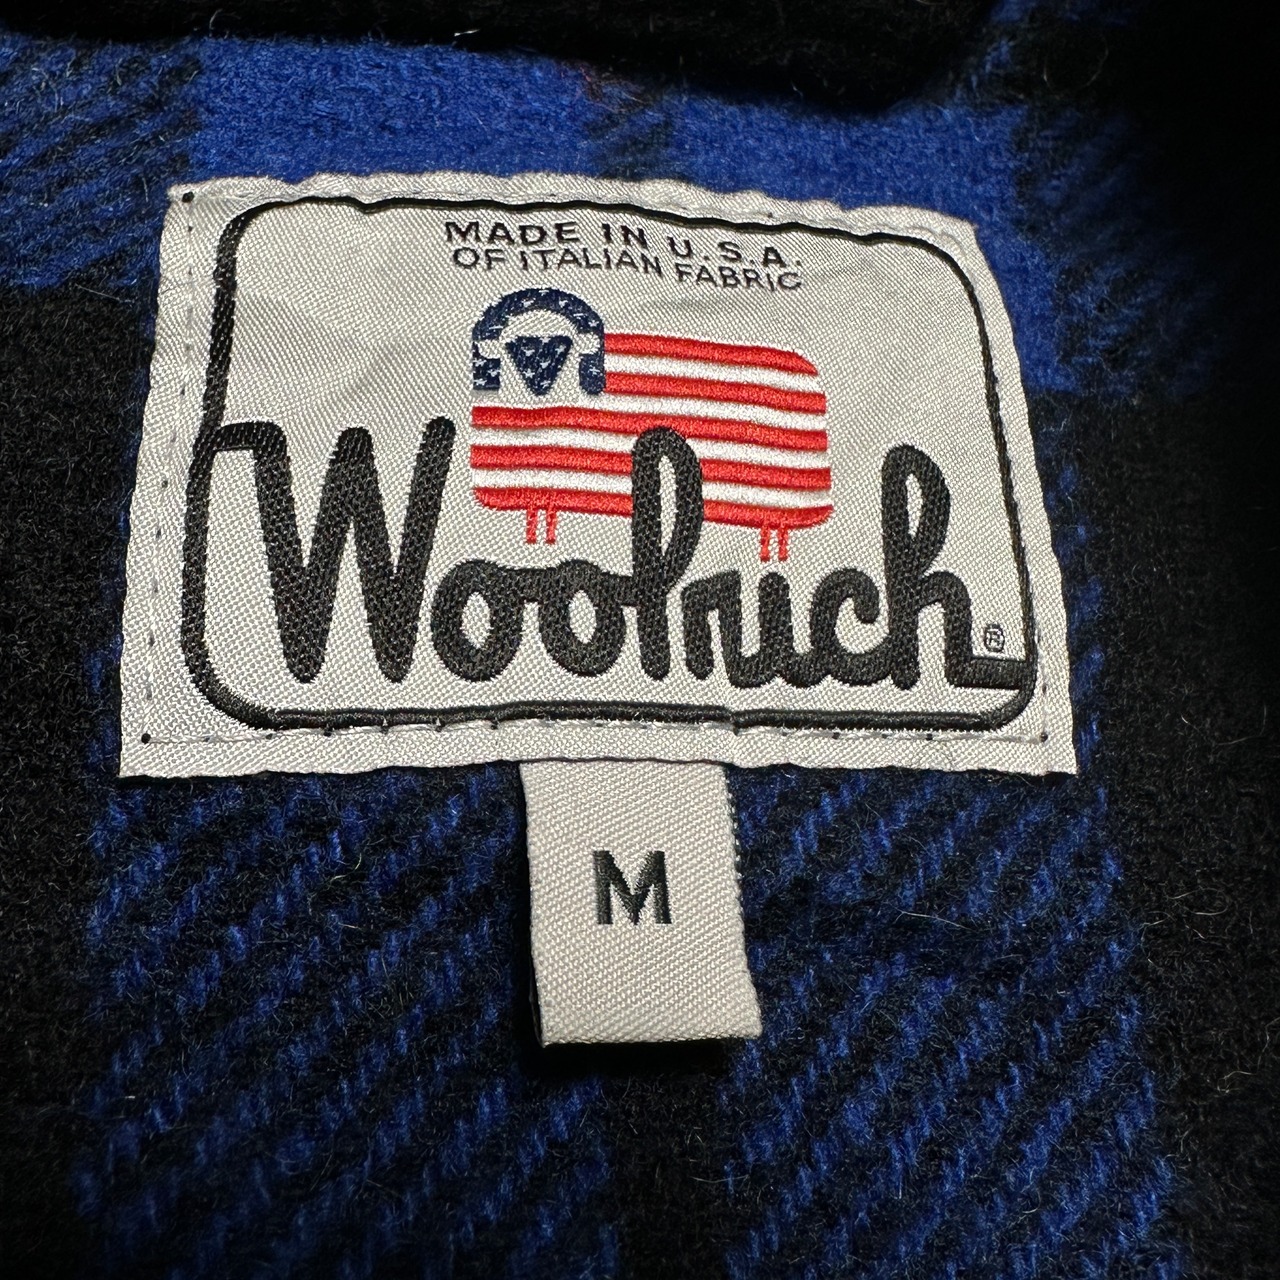 MADE IN U.S.A.
OF ITALIAN FABRIC
Woolrich®
M